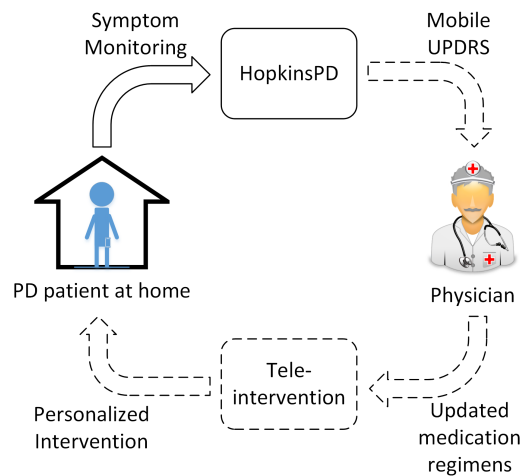 Symptom
Monitoring
HopkinsPD
Mobile
UPDRS
PD patient at home
Physician
Tele-
intervention
Personalized
Intervention
Updated
medication
regimens